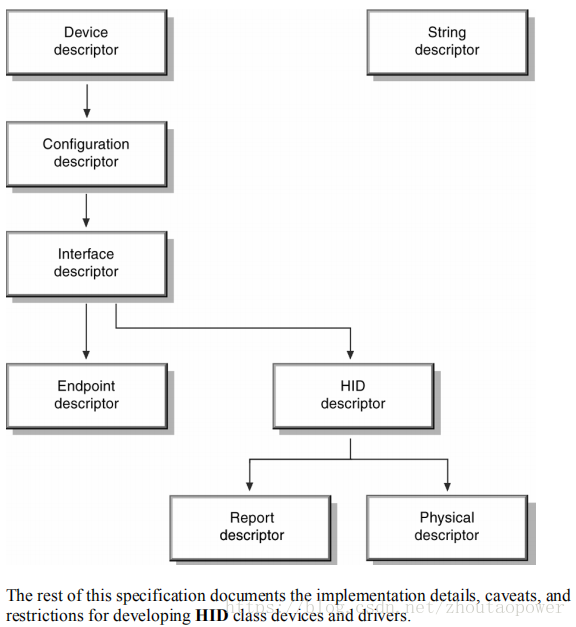 Device
descriptor
String
descriptor
Configuration
descriptor
Interface
descriptor
Endpoint
descriptor
HID
descriptor
Report
descriptor
Physical
descriptor
The rest of this specification documents the implementation details, caveats, and
restrictions for developing HID class devices and drivers.
https://blog.csdn.net/zhoutaopower